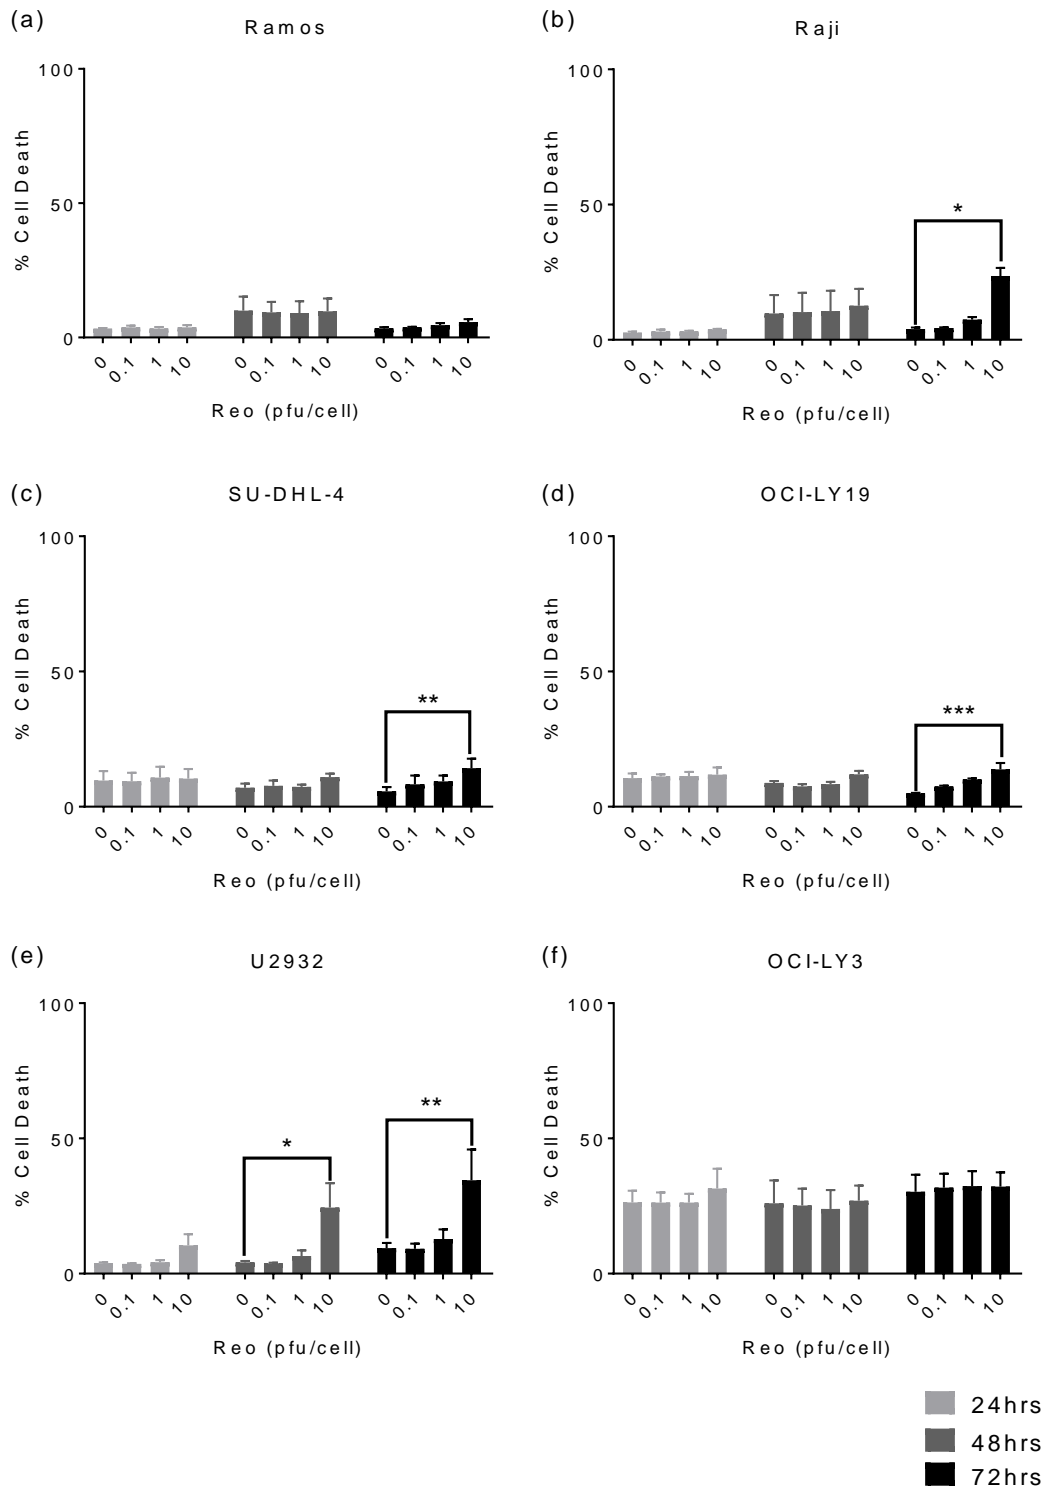 (a)
Ramos
100
50
0
% Cell Death
0 0.1 1 10 0 0.1 1 10 0 0.1 1 10
Reo (pfu/cell)
(b)
Raji
100
50
0
% Cell Death
*
0 0.1 1 10 0 0.1 1 10 0 0.1 1 10
Reo (pfu/cell)
(c)
SU-DHL-4
100
50
0
% Cell Death
**
0 0.1 1 10 0 0.1 1 10 0 0.1 1 10
Reo (pfu/cell)
(d)
OCI-LY19
100
50
0
% Cell Death
***
0 0.1 1 10 0 0.1 1 10 0 0.1 1 10
Reo (pfu/cell)
(e)
U2932
100
50
0
% Cell Death
*
**
0 0.1 1 10 0 0.1 1 10 0 0.1 1 10
Reo (pfu/cell)
(f)
OCI-LY3
100
50
0
% Cell Death
0 0.1 1 10 0 0.1 1 10 0 0.1 1 10
Reo (pfu/cell)
24hrs
48hrs
72hrs